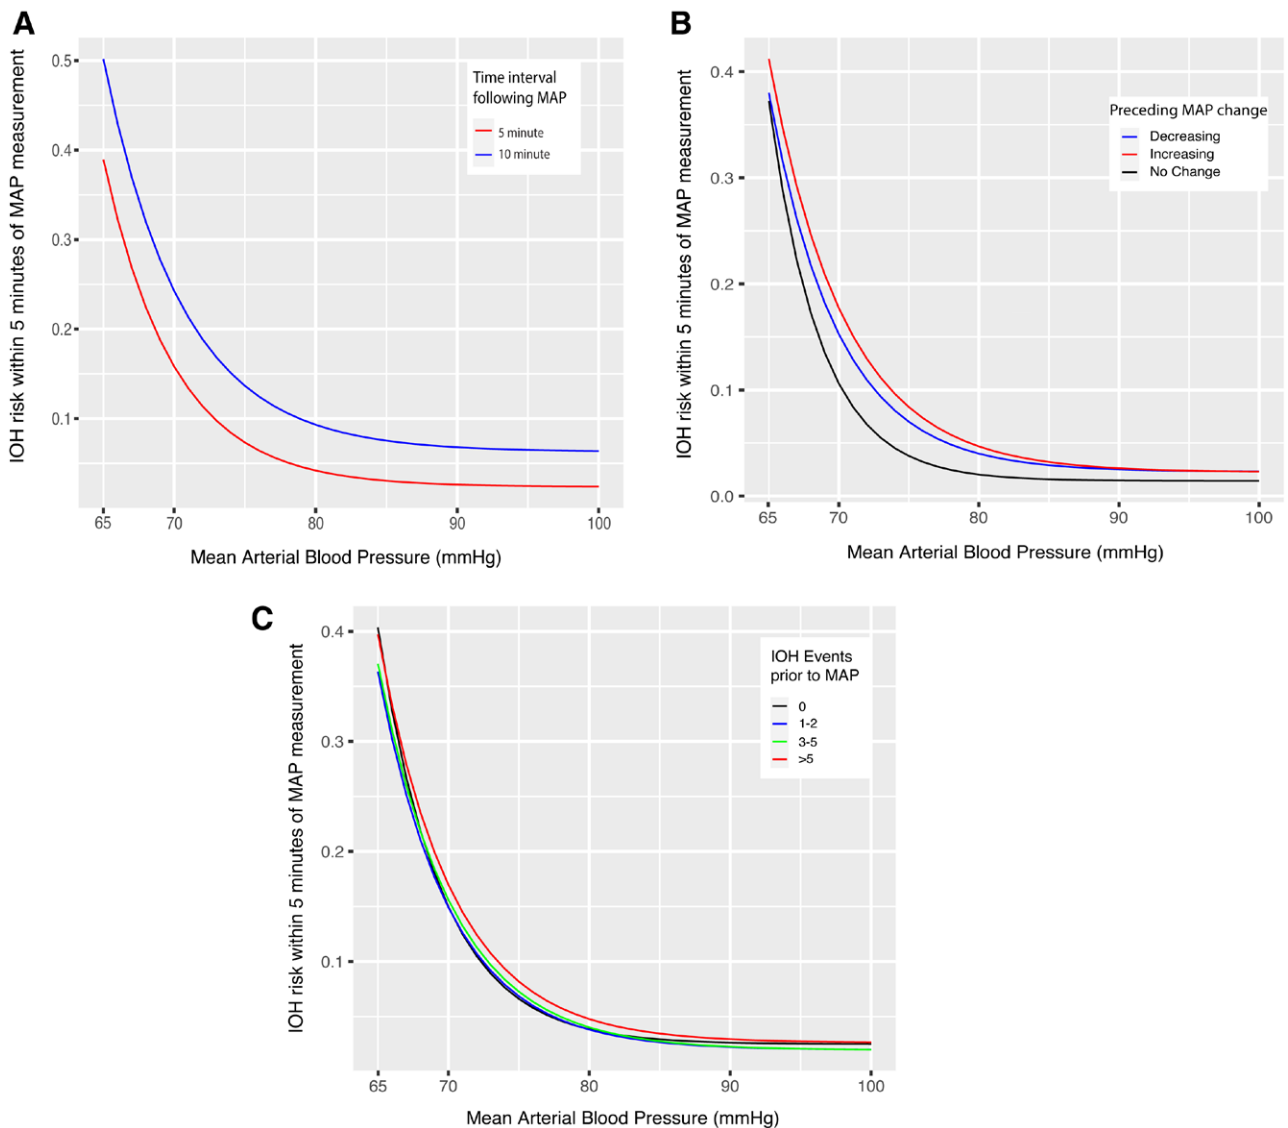 A
IOH risk within 5 minutes of MAP measurement
0.5
0.4
0.3
0.2
0.1
Time interval
following MAP
5 minute
10 minute
65
70
80
90
100
Mean Arterial Blood Pressure (mmHg)
B
IOH risk within 5 minutes of MAP measurement
0.4
0.3
0.2
0.1
0.0
Preceding MAP change
Decreasing
Increasing
No Change
65
70
80
90
100
Mean Arterial Blood Pressure (mmHg)
C
IOH risk within 5 minutes of MAP measurement
0.4
0.3
0.2
0.1
IOH Events
prior to MAP
0
1-2
3-5
>5
65
70
80
90
100
Mean Arterial Blood Pressure (mmHg)